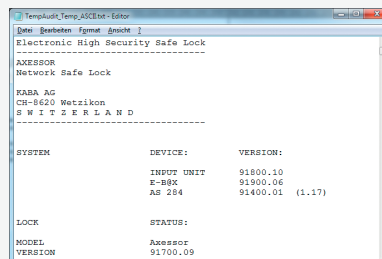 TempAudit_Temp_ASCII.txt - Editor
Datei Bearbeiten Format Ansicht ?
Electronic High Security Safe Lock
----------------------------------
AXESSOR
Network Safe Lock
KABA AG
CH-8620 Wetzikon
S W I T Z E R L A N D
----------------------------------
SYSTEM DEVICE: VERSION:
INPUT UNIT 91800.10
E-B@X 91900.06
AS 284 91400.01 (1.17)
LOCK STATUS:
MODEL Axessor
VERSION 91700.09